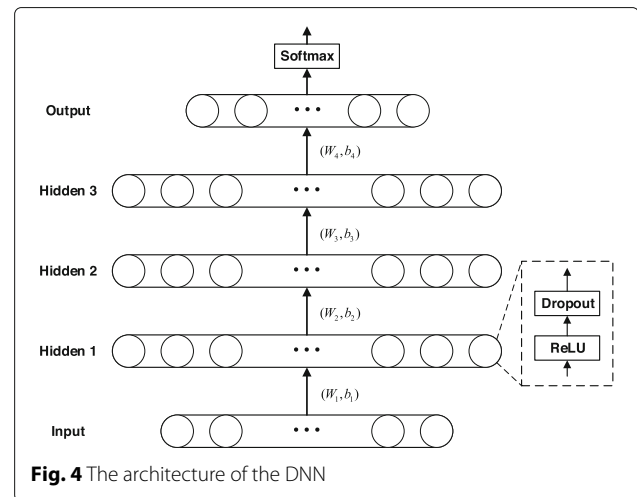 Softmax
Output
(W₄, b₄)
Hidden 3
(W₃, b₃)
Hidden 2
Dropout
(W₂, b₂)
Hidden 1
ReLU
(W₁, b₁)
Input
Fig. 4 The architecture of the DNN